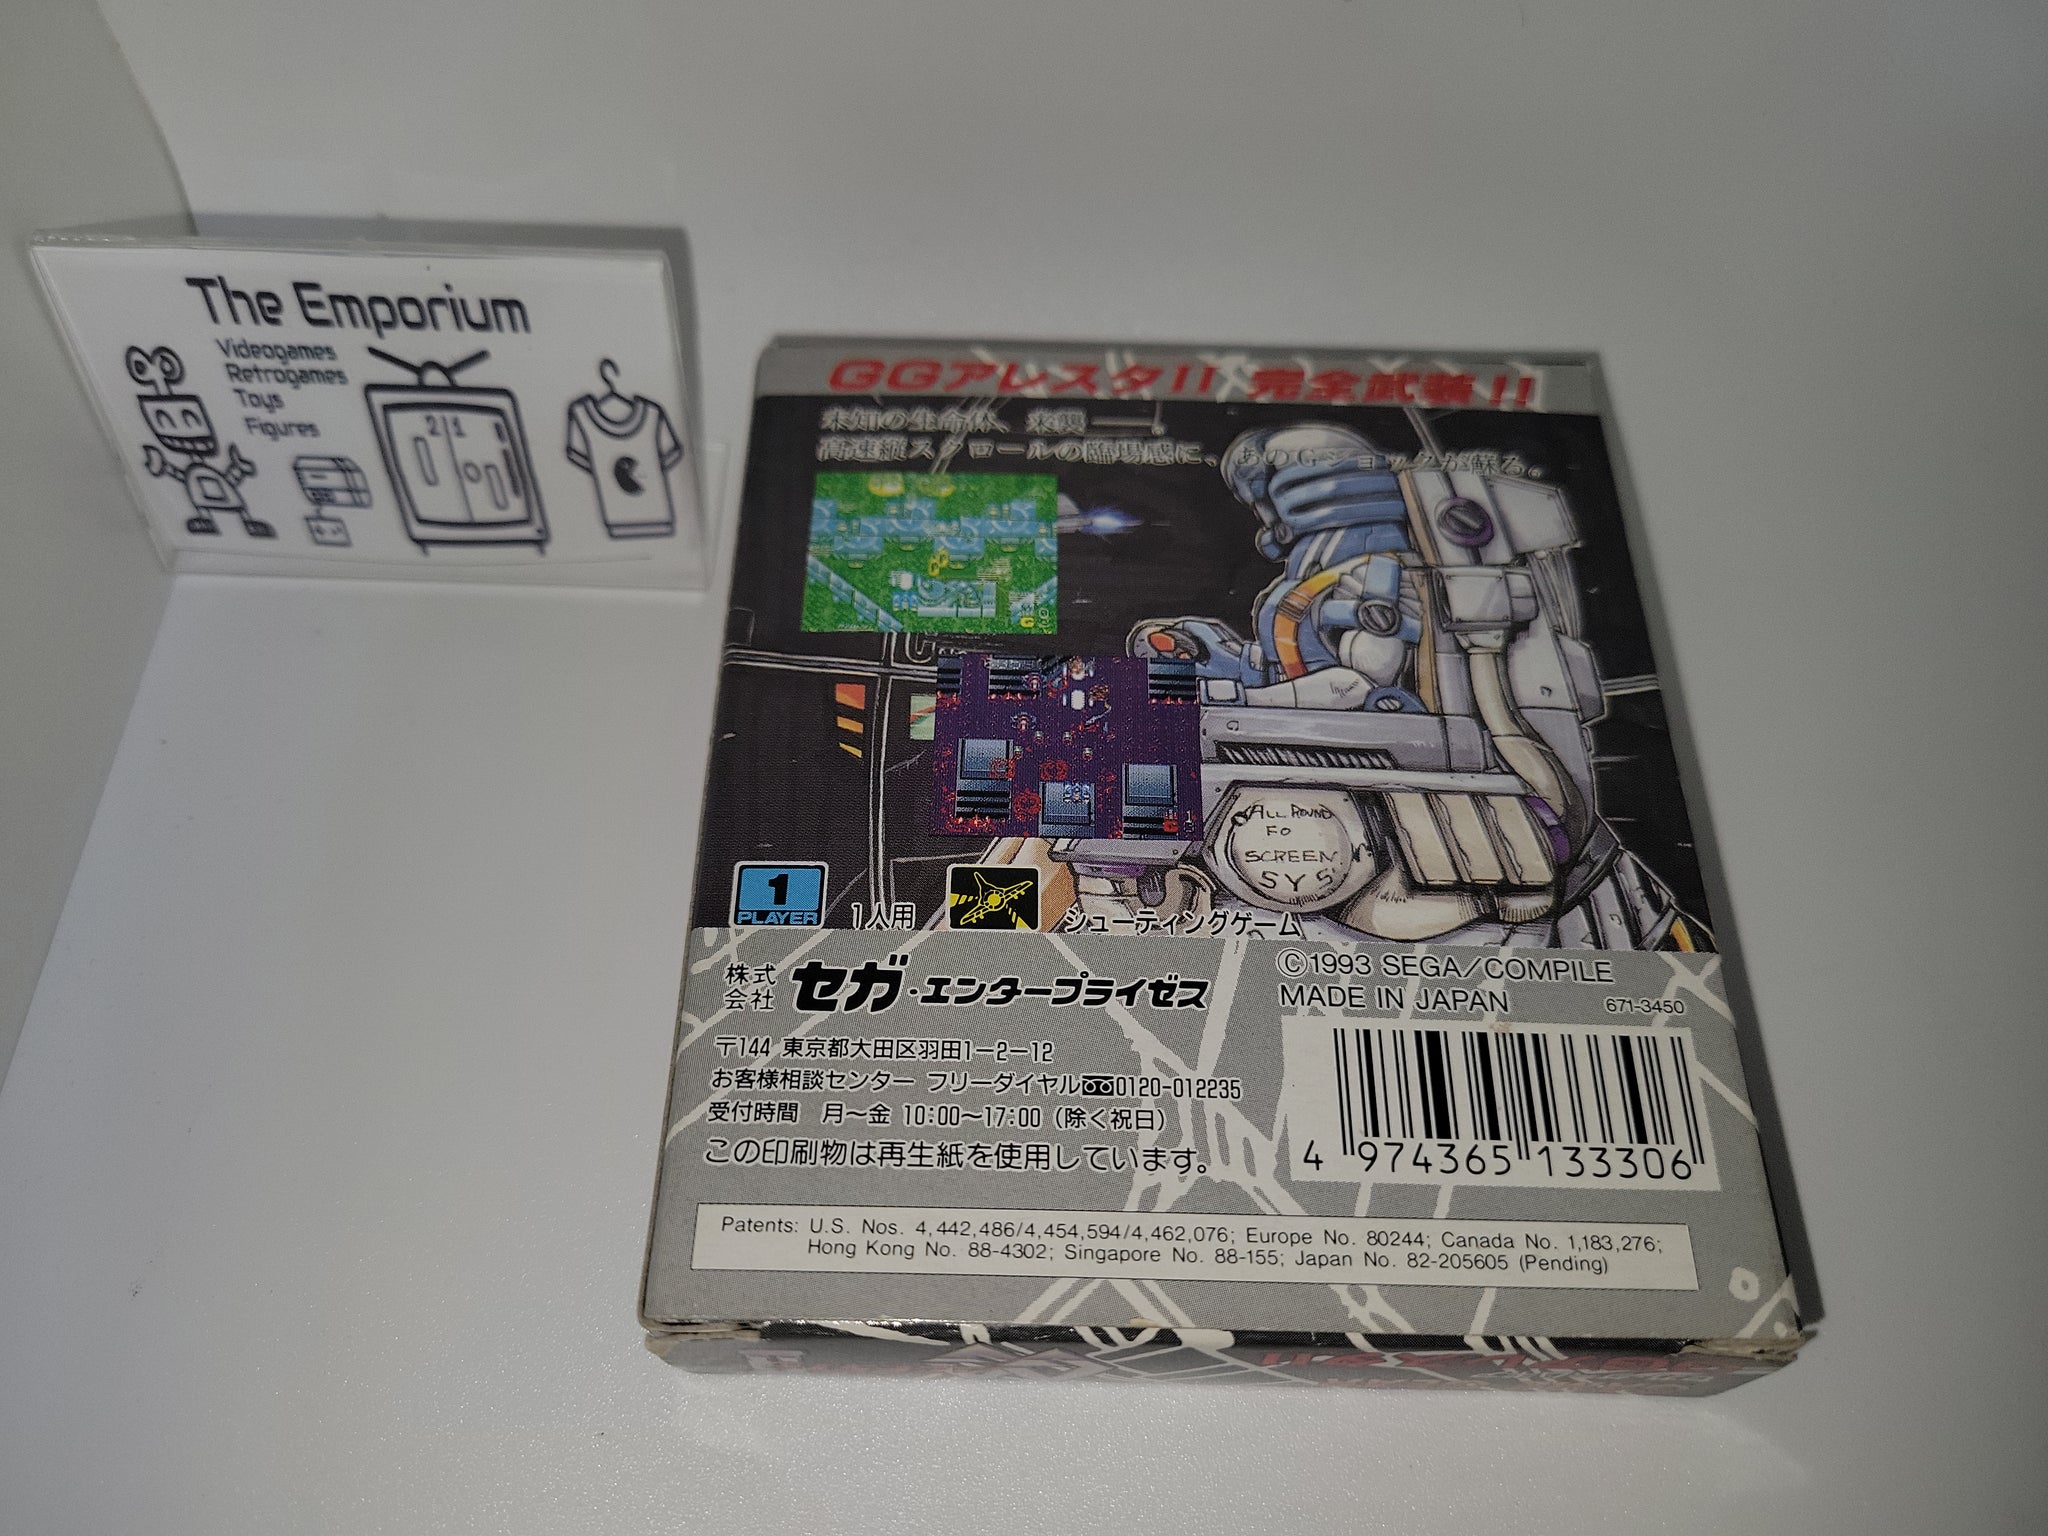 The Emporium
Videogames
Retrogames
Toys
Figures
2 1
GGアレスタII 完全武装!!
未知の生命体、来襲――。
高速縦スクロールの臨場感に、あのGショックが蘇る。
ALL ROUND
FO
SCREEN
SYS
1
PLAYER
1人用
シューティングゲーム
株式会社 セガ・エンタープライゼス
©1993 SEGA/COMPILE
MADE IN JAPAN
671-3450
〒144 東京都大田区羽田1-2-12
お客様相談センター フリーダイヤル0120-012235
受付時間 月〜金 10:00〜17:00（除く祝日）
この印刷物は再生紙を使用しています。
4 974365 133306
Patents: U.S. Nos. 4,442,486/4,454,594/4,462,076; Europe No. 80244; Canada No. 1,183,276;
Hong Kong No. 88-4302; Singapore No. 88-155; Japan No. 82-205605 (Pending)